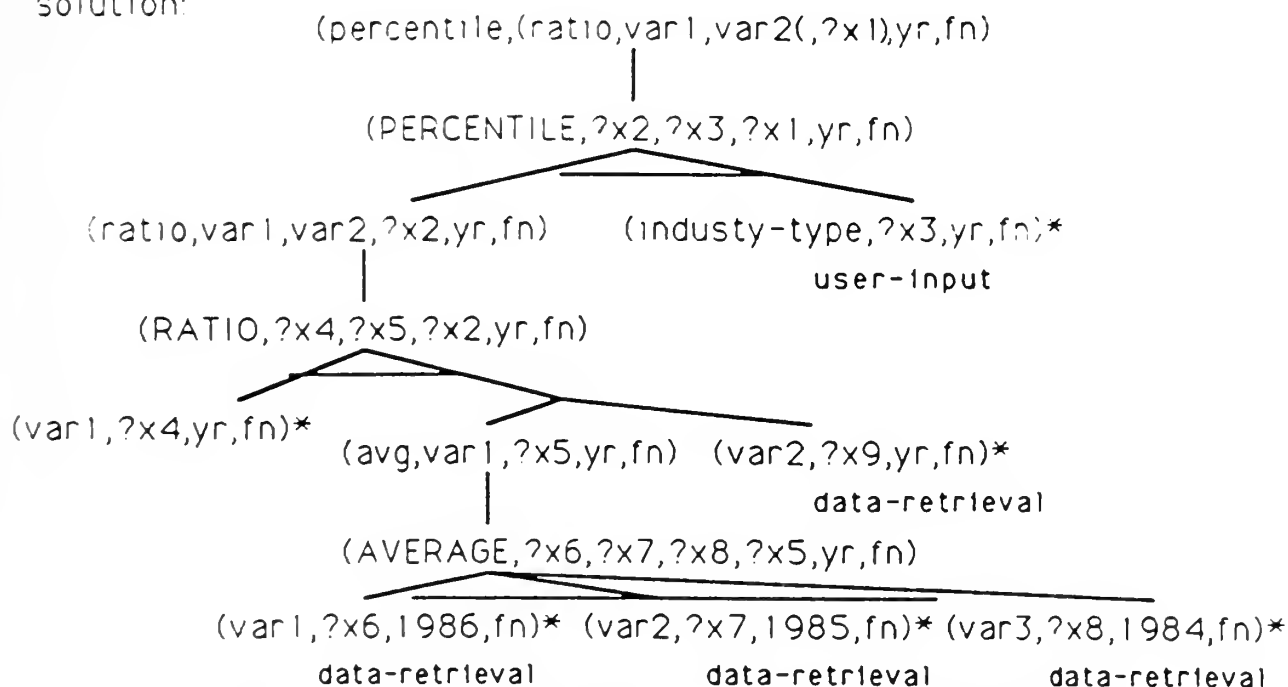 solution:
(percentile,(ratio,var1,var2(,?x1),yr,fn)
(PERCENTILE,?x2,?x3,?x1,yr,fn)
(ratio,var1,var2,?x2,yr,fn) (industy-type,?x3,yr,fn)*
user-input
(RATIO,?x4,?x5,?x2,yr,fn)
(var1,?x4,yr,fn)*
(avg,var1,?x5,yr,fn) (var2,?x9,yr,fn)*
data-retrieval
(AVERAGE,?x6,?x7,?x8,?x5,yr,fn)
(var1,?x6,1986,fn)* (var2,?x7,1985,fn)* (var3,?x8,1984,fn)*
data-retrieval data-retrieval data-retrieval